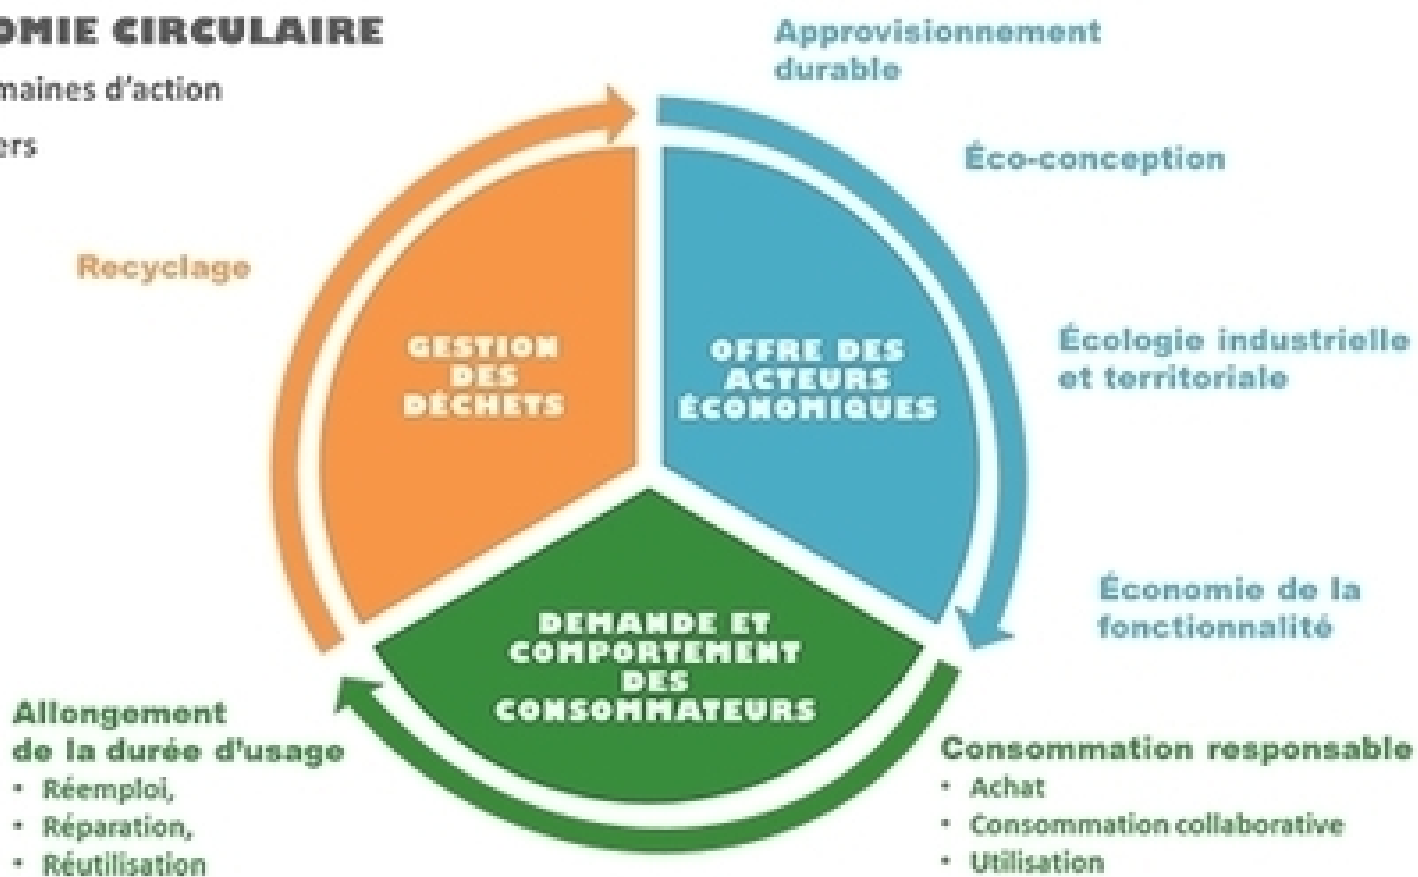 OMIE CIRCULAIRE
maines d'action
ers
Approvisionnement
durable
Éco-conception
Recyclage
Écologie industrielle
et territoriale
GESTION
DES
DÉCHETS
OFFRE DES
ACTEURS
ÉCONOMIQUES
Économie de la
fonctionnalité
DEMANDE ET
COMPORTEMENT
DES
CONSOMMATEURS
Allongement
de la durée d'usage
• Réemploi,
• Réparation,
• Réutilisation
Consommation responsable
• Achat
• Consommation collaborative
• Utilisation